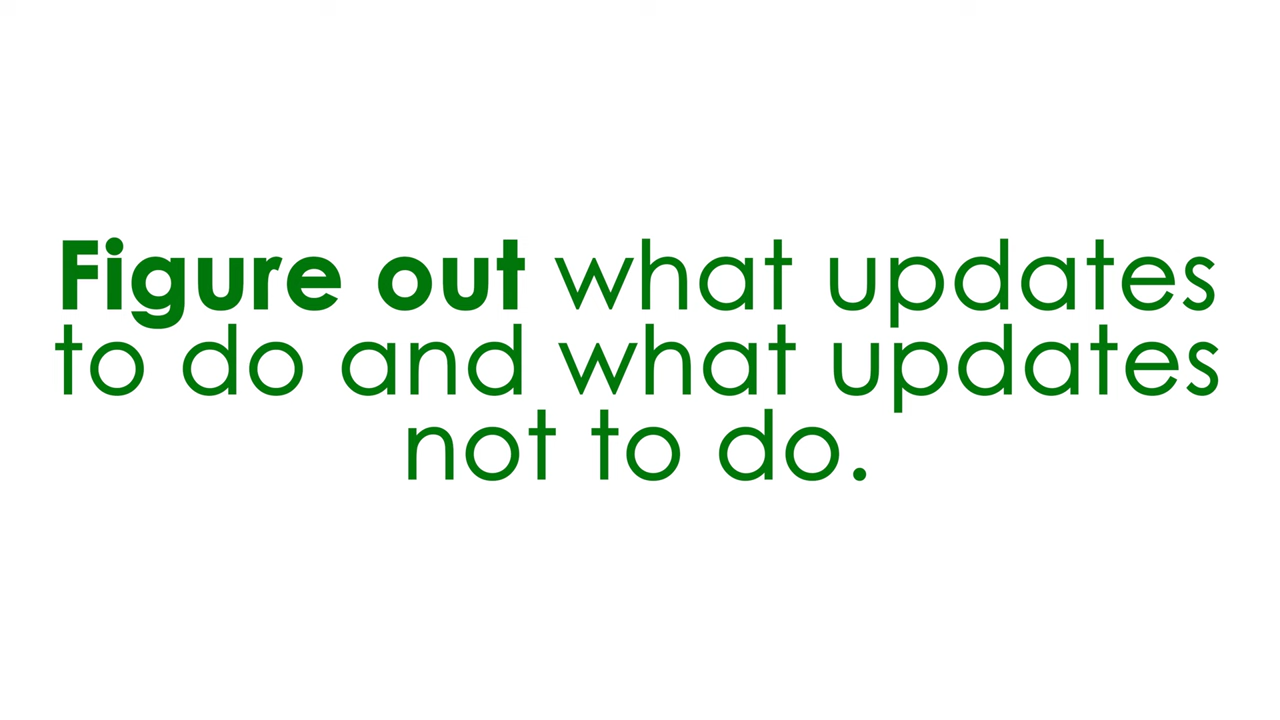 Figure out what updates
to do and what updates
not to do.